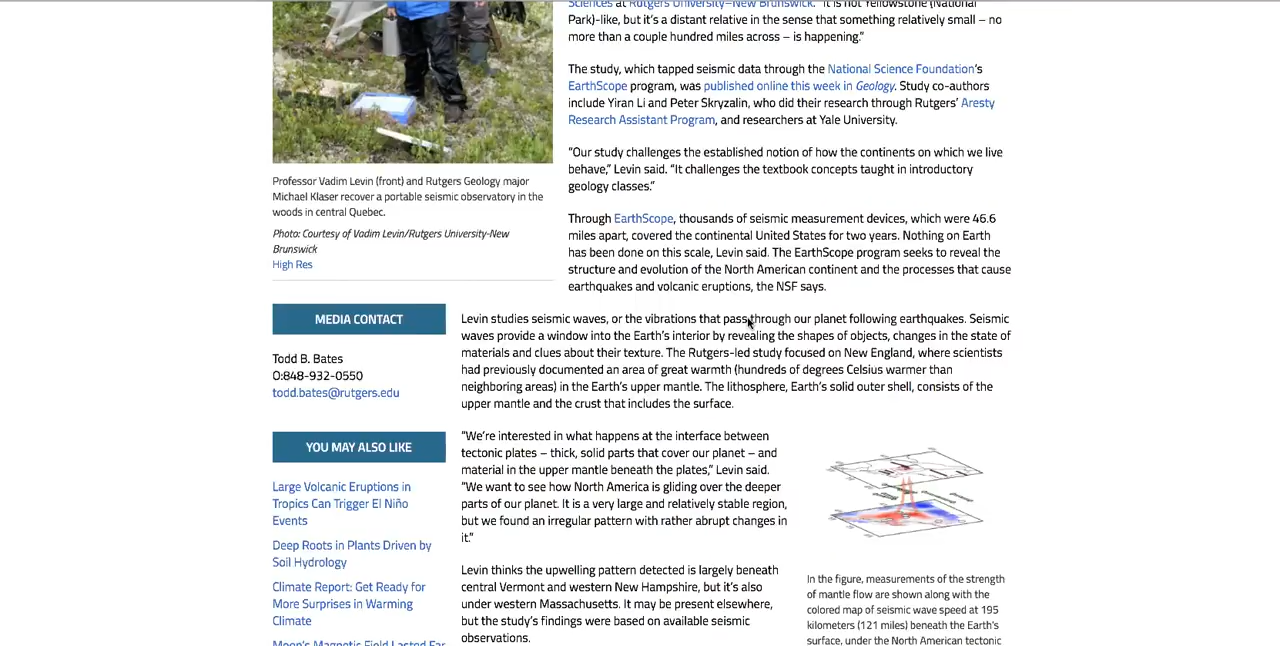 Sciences at Rutgers University–New Brunswick. "It is not Yellowstone (National
Park)-like, but it's a distant relative in the sense that something relatively small – no
more than a couple hundred miles across – is happening."
The study, which tapped seismic data through the National Science Foundation's
EarthScope program, was published online this week in Geology. Study co-authors
include Yiran Li and Peter Skryzalin, who did their research through Rutgers' Aresty
Research Assistant Program, and researchers at Yale University.
"Our study challenges the established notion of how the continents on which we live
behave," Levin said. "It challenges the textbook concepts taught in introductory
geology classes."
Through EarthScope, thousands of seismic measurement devices, which were 46.6
miles apart, covered the continental United States for two years. Nothing on Earth
has been done on this scale, Levin said. The EarthScope program seeks to reveal the
structure and evolution of the North American continent and the processes that cause
earthquakes and volcanic eruptions, the NSF says.
Professor Vadim Levin (front) and Rutgers Geology major
Michael Klaser recover a portable seismic observatory in the
woods in central Quebec.
Photo: Courtesy of Vadim Levin/Rutgers University-New
Brunswick
High Res
MEDIA CONTACT
Todd B. Bates
O:848-932-0550
todd.bates@rutgers.edu
YOU MAY ALSO LIKE
Large Volcanic Eruptions in
Tropics Can Trigger El Niño
Events
Deep Roots in Plants Driven by
Soil Hydrology
Climate Report: Get Ready for
More Surprises in Warming
Climate
Moon's Magnetic Field Lasted Far
Levin studies seismic waves, or the vibrations that pass through our planet following earthquakes. Seismic
waves provide a window into the Earth's interior by revealing the shapes of objects, changes in the state of
materials and clues about their texture. The Rutgers-led study focused on New England, where scientists
had previously documented an area of great warmth (hundreds of degrees Celsius warmer than
neighboring areas) in the Earth's upper mantle. The lithosphere, Earth's solid outer shell, consists of the
upper mantle and the crust that includes the surface.
"We're interested in what happens at the interface between
tectonic plates – thick, solid parts that cover our planet – and
material in the upper mantle beneath the plates," Levin said.
"We want to see how North America is gliding over the deeper
parts of our planet. It is a very large and relatively stable region,
but we found an irregular pattern with rather abrupt changes in
it."
Levin thinks the upwelling pattern detected is largely beneath
central Vermont and western New Hampshire, but it's also
under western Massachusetts. It may be present elsewhere,
but the study's findings were based on available seismic
observations.
In the figure, measurements of the strength
of mantle flow are shown along with the
colored map of seismic wave speed at 195
kilometers (121 miles) beneath the Earth's
surface, under the North American tectonic